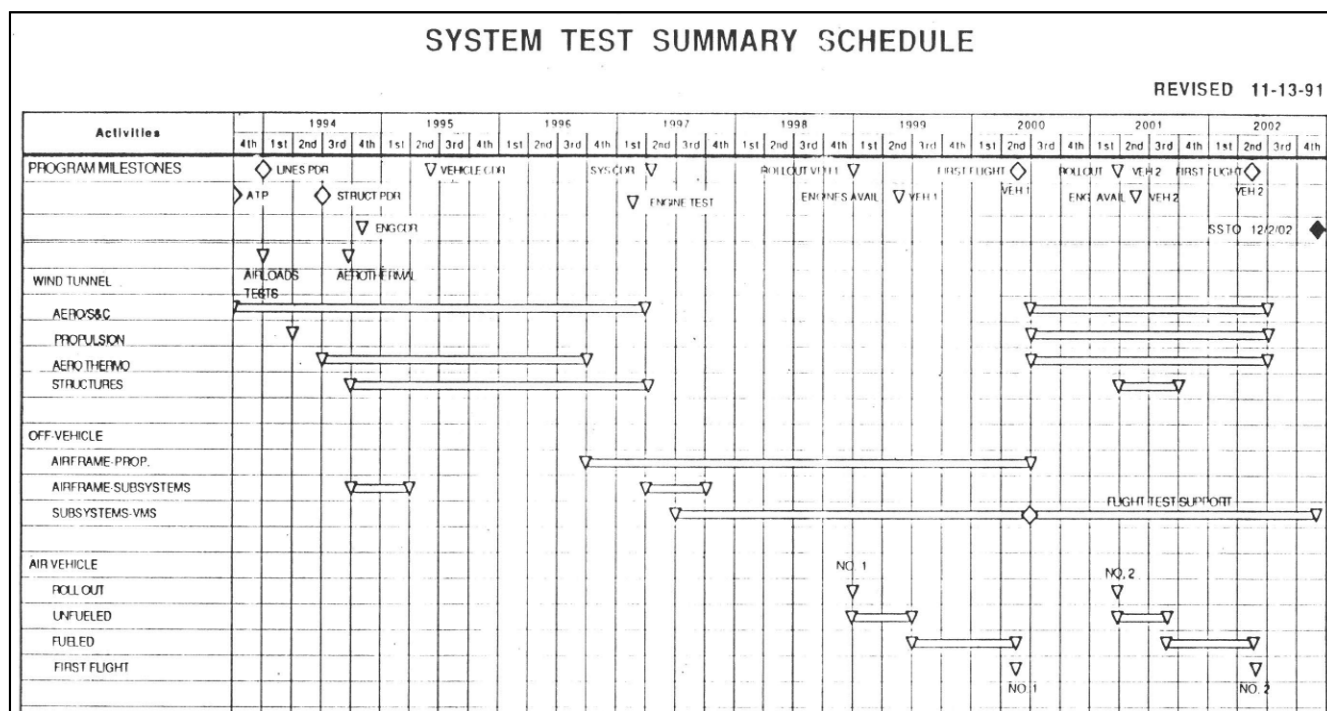 SYSTEM TEST SUMMARY SCHEDULE
REVISED 11-13-91
Activities 1994 1995 1996 1997 1998 1999 2000 2001 2002
4th 1st 2nd 3rd 4th 1st 2nd 3rd 4th 1st 2nd 3rd 4th 1st 2nd 3rd 4th 1st 2nd 3rd 4th 1st 2nd 3rd 4th 1st 2nd 3rd 4th 1st 2nd 3rd 4th 1st 2nd 3rd 4th
PROGRAM MILESTONES LINES PDR VEHICLE CDR SYS CDR ROLLOUT VEH 1 FIRST FLIGHT ROLLOUT VEH 2 FIRST FLIGHT
ATP STRUCT PDR ENGINE TEST ENGINES AVAIL VEH 1 VEH 1 ENG AVAIL VEH 2 VEH 2
ENG CDR SSTO 12/2/02
AIRLOADS TESTS AEROTHERMAL
WIND TUNNEL
AERO/S&C
PROPULSION
AERO THERMO
STRUCTURES
OFF-VEHICLE
AIRFRAME-PROP.
AIRFRAME-SUBSYSTEMS
SUBSYSTEMS-VMS FLIGHT TEST SUPPORT
AIR VEHICLE NO. 1 NO. 2
ROLL OUT
UNFUELED
FUELED
FIRST FLIGHT
NO. 1 NO. 2